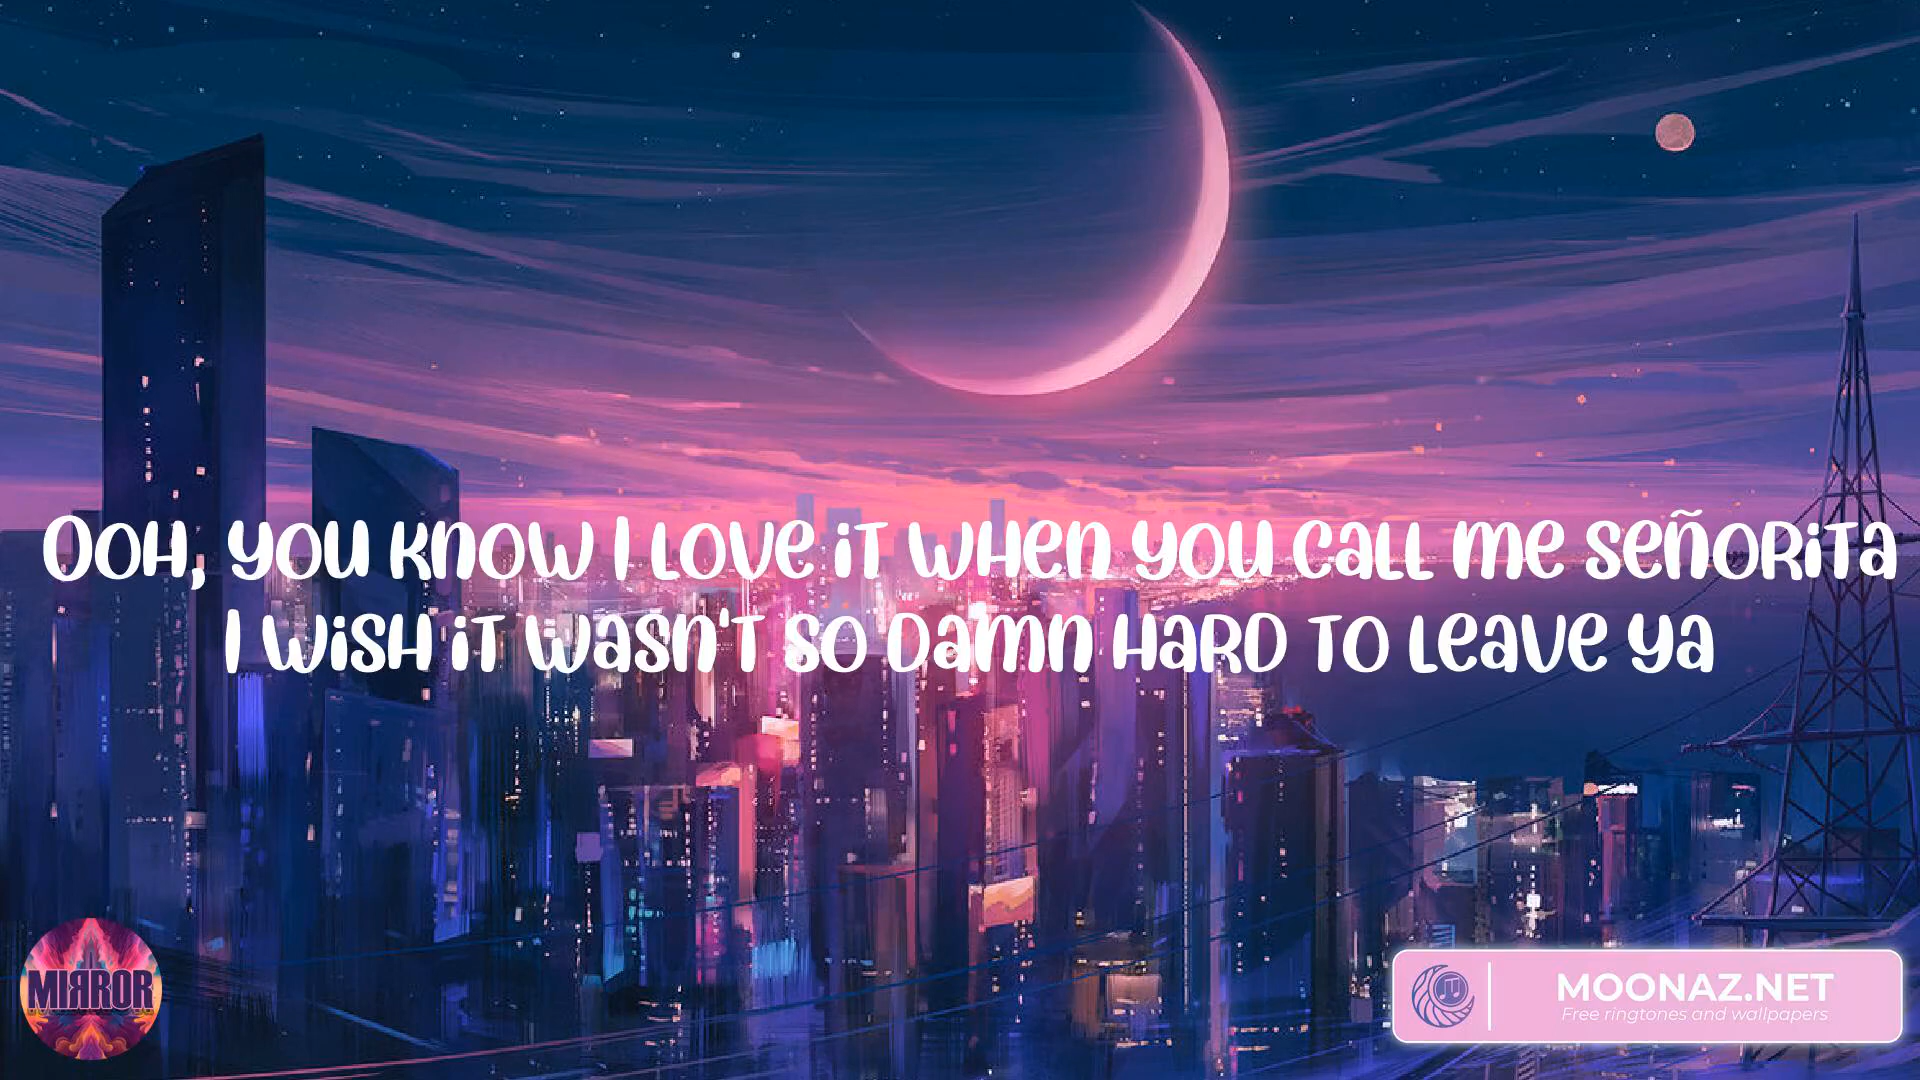 Ooh, you know I love it when you call me señorita
I wish it wasn't so damn hard to leave ya
MIRROR
MOONAZ.NET
Free ringtones and wallpapers